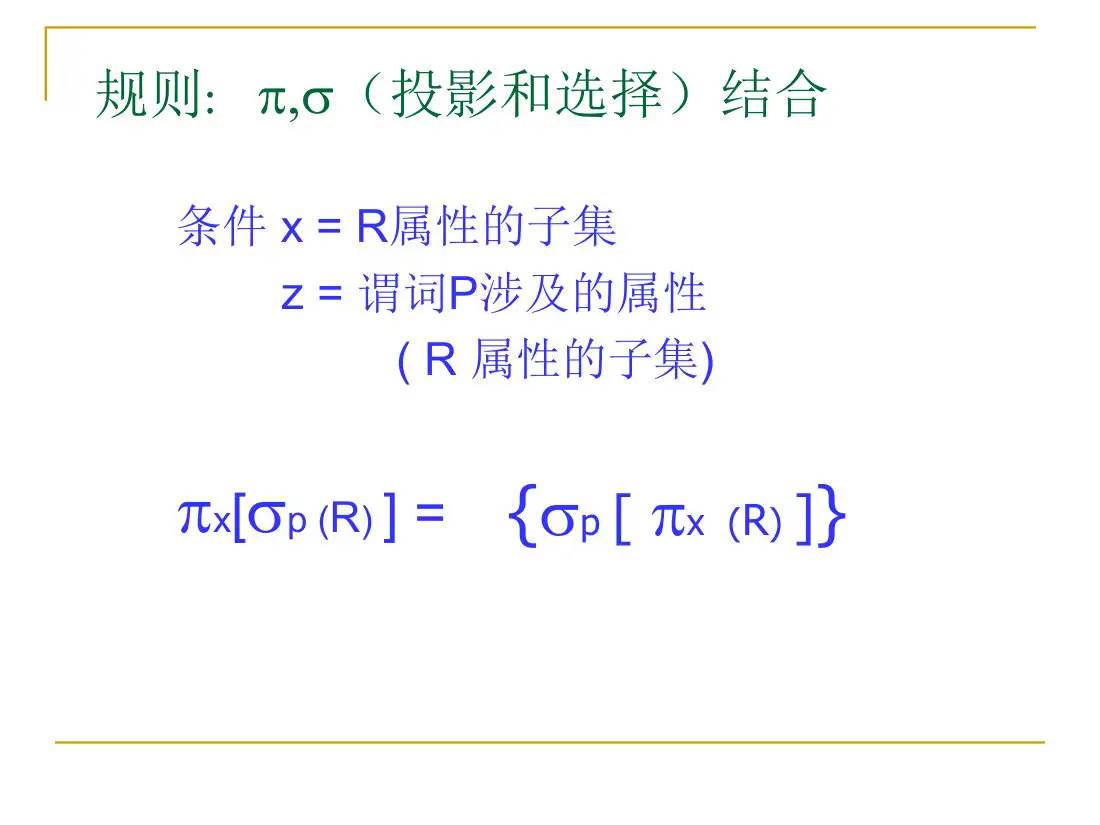 规则: π,σ（投影和选择）结合
条件 x = R属性的子集
z = 谓词P涉及的属性
( R 属性的子集)
πx[σp (R) ] = {σp [ πx (R) ]}